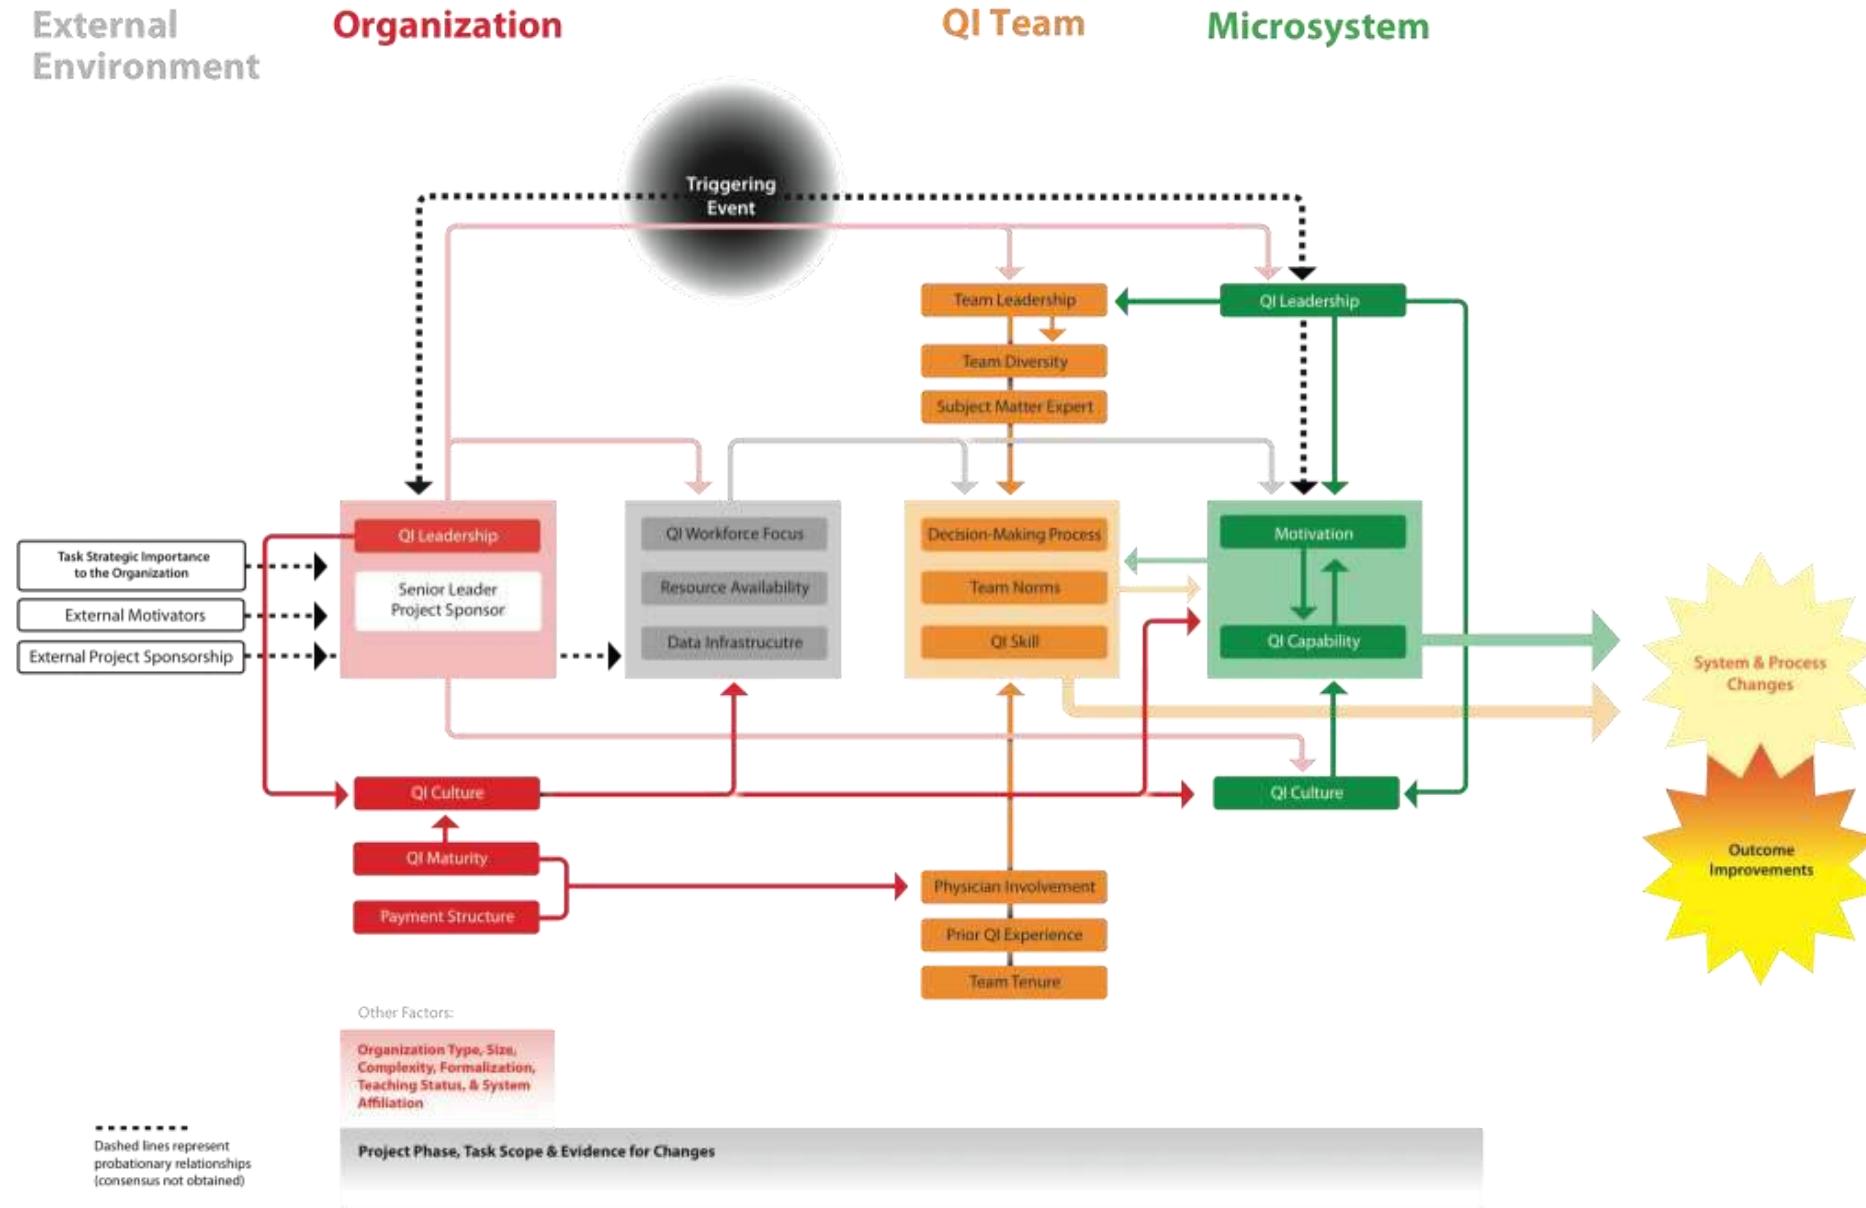 External
Environment
Organization
QI Team
Microsystem
Triggering
Event
Team Leadership
QI Leadership
Team Diversity
Subject Matter Expert
QI Leadership
Senior Leader
Project Sponsor
Task Strategic Importance
to the Organization
External Motivators
External Project Sponsorship
QI Workforce Focus
Resource Availability
Data Infrastrucutre
Decision-Making Process
Team Norms
QI Skill
Motivation
QI Capability
System & Process
Changes
QI Culture
QI Culture
QI Maturity
Payment Structure
Physician Involvement
Prior QI Experience
Team Tenure
Outcome
Improvements
Other Factors:
Organization Type, Size,
Complexity, Formalization,
Teaching Status, & System
Affiliation
Dashed lines represent
probationary relationships
(consensus not obtained)
Project Phase, Task Scope & Evidence for Changes